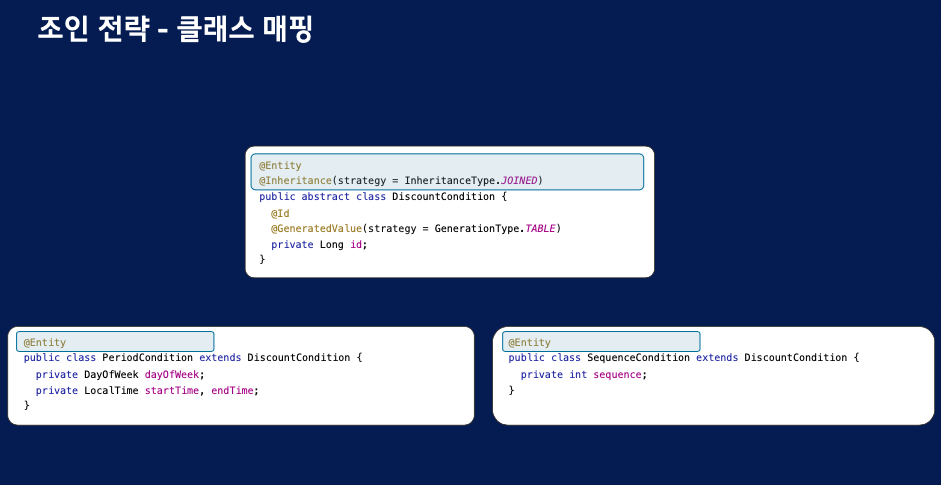 조인 전략 - 클래스 매핑
@Entity
@Inheritance(strategy = InheritanceType.JOINED)
public abstract class DiscountCondition {
@Id
@GeneratedValue(strategy = GenerationType.TABLE)
private Long id;
}
@Entity
public class PeriodCondition extends DiscountCondition {
private DayOfWeek dayOfWeek;
private LocalTime startTime, endTime;
}
@Entity
public class SequenceCondition extends DiscountCondition {
private int sequence;
}